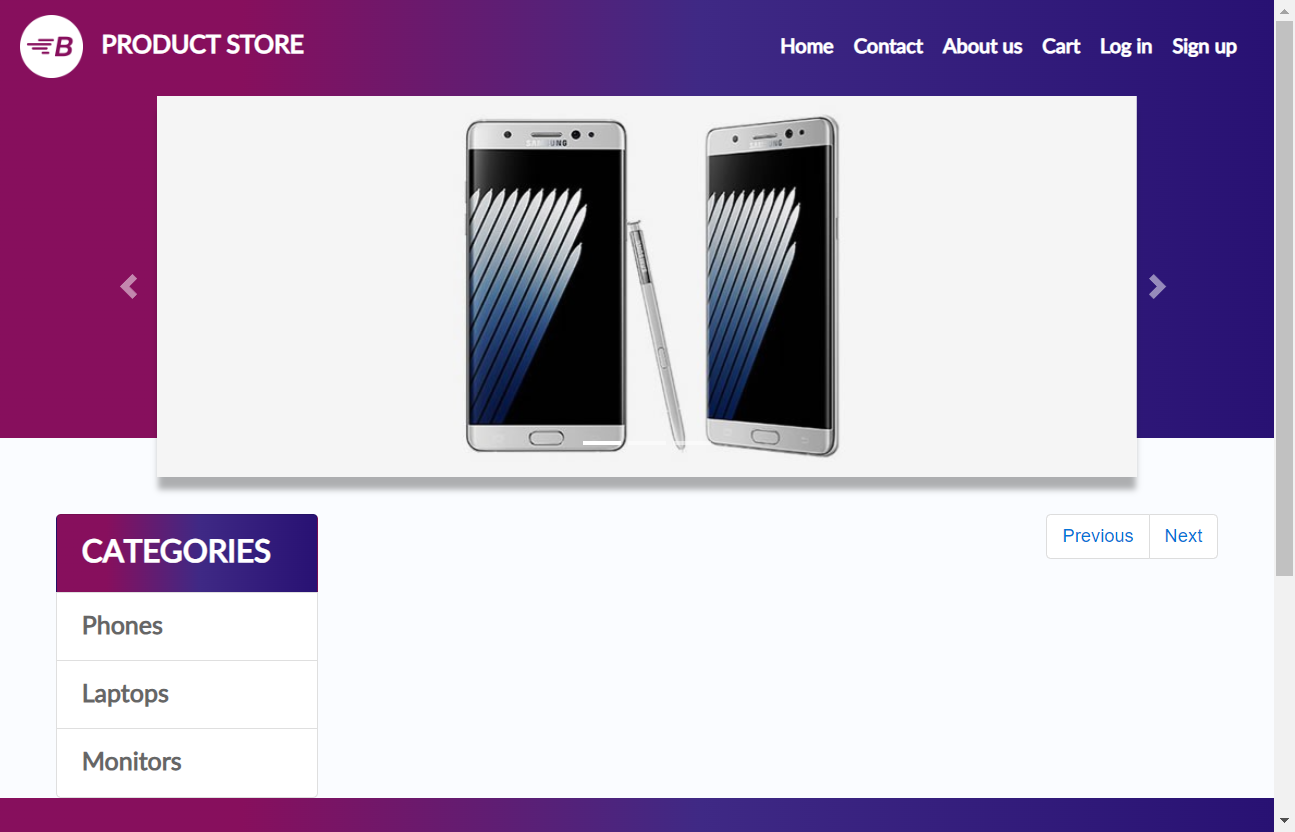 B PRODUCT STORE
Home Contact About us Cart Log in Sign up
SAMSUNG SAMSUNG
CATEGORIES
Previous Next
Phones
Laptops
Monitors